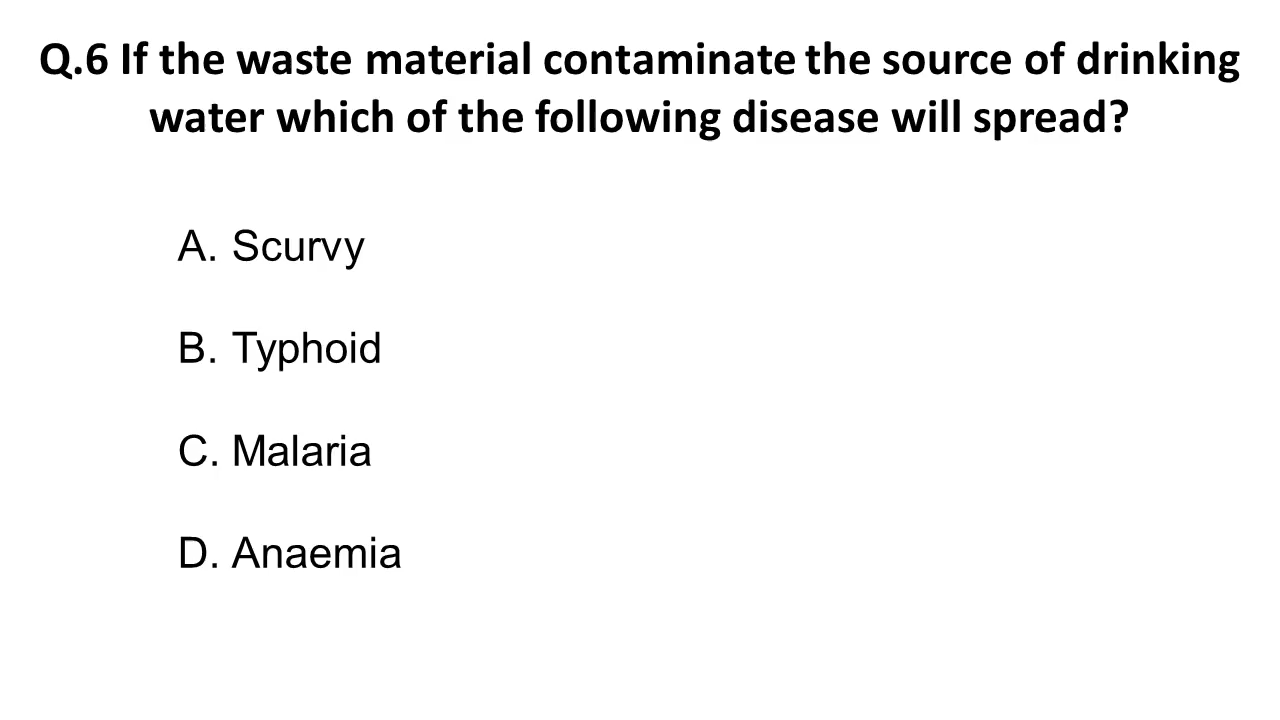 Q.6 If the waste material contaminate the source of drinking
water which of the following disease will spread?
A. Scurvy
B. Typhoid
C. Malaria
D. Anaemia